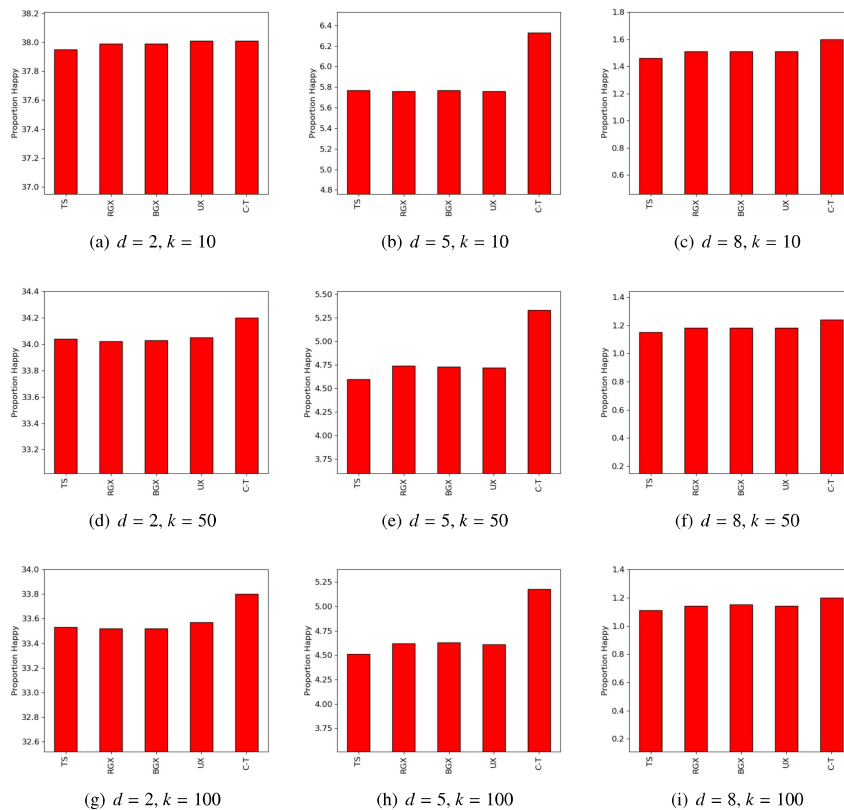 38.2
38.0
37.8
37.6
37.4
37.2
37.0
Proportion Happy
TS
RGX
BGX
UX
C-T
(a) d = 2, k = 10
6.4
6.2
6.0
5.8
5.6
5.4
5.2
5.0
4.8
Proportion Happy
TS
RGX
BGX
UX
C-T
(b) d = 5, k = 10
1.8
1.6
1.4
1.2
1.0
0.8
0.6
Proportion Happy
TS
RGX
BGX
UX
C-T
(c) d = 8, k = 10
34.4
34.2
34.0
33.8
33.6
33.4
33.2
Proportion Happy
TS
RGX
BGX
UX
C-T
(d) d = 2, k = 50
5.50
5.25
5.00
4.75
4.50
4.25
4.00
3.75
Proportion Happy
TS
RGX
BGX
UX
C-T
(e) d = 5, k = 50
1.4
1.2
1.0
0.8
0.6
0.4
0.2
Proportion Happy
TS
RGX
BGX
UX
C-T
(f) d = 8, k = 50
34.0
33.8
33.6
33.4
33.2
33.0
32.8
32.6
Proportion Happy
TS
RGX
BGX
UX
C-T
(g) d = 2, k = 100
5.25
5.00
4.75
4.50
4.25
4.00
3.75
Proportion Happy
TS
RGX
BGX
UX
C-T
(h) d = 5, k = 100
1.4
1.2
1.0
0.8
0.6
0.4
0.2
Proportion Happy
TS
RGX
BGX
UX
C-T
(i) d = 8, k = 100